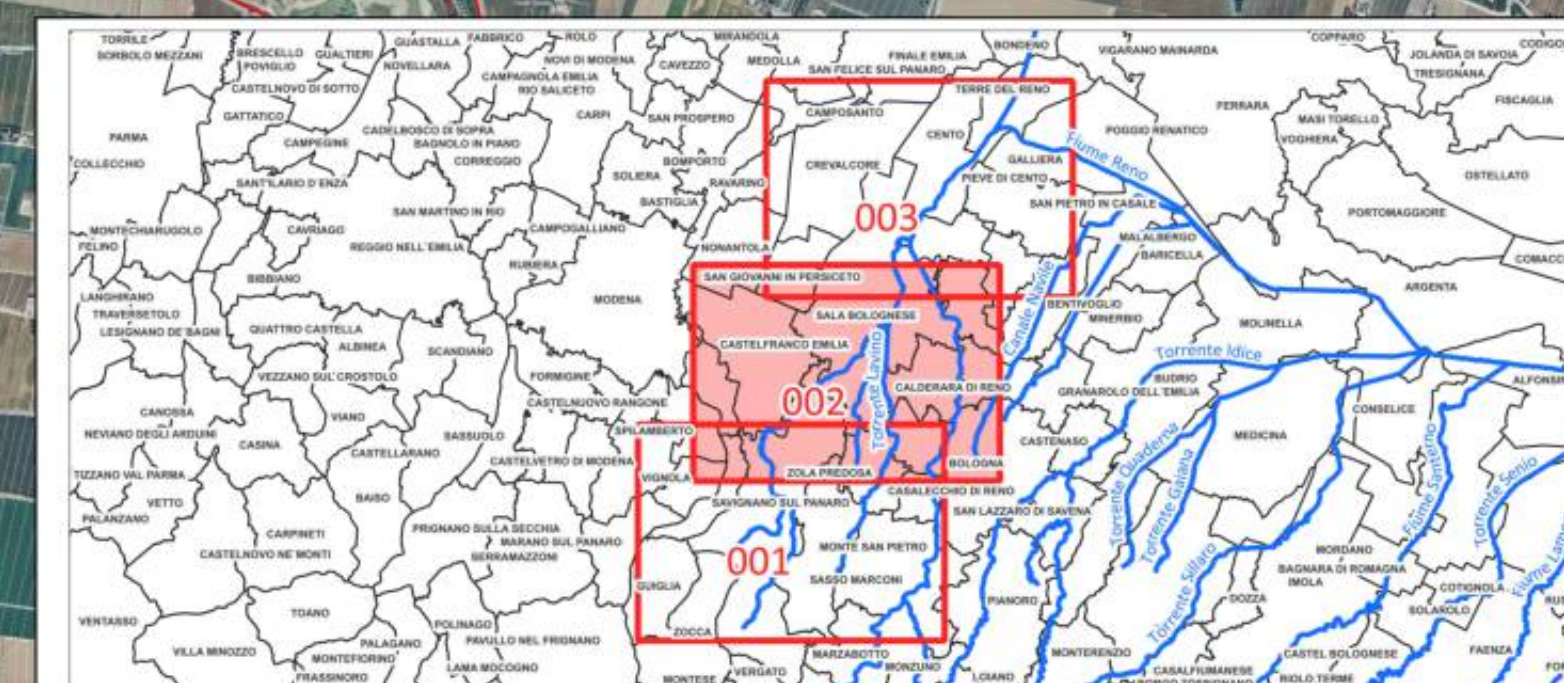 TORRILE
SORBOLO MEZZANI
BRESCELLO
POVIGLIO
GUALTIERI
GUASTALLA
FABBRICO
ROLO
NOVELLARA
NOVI DI MODENA
CAMPAGNOLA EMILIA
RIO SALICETO
CAVEZZO
MIRANDOLA
MEDOLLA
FINALE EMILIA
SAN FELICE SUL PANARO
BONDENO
VIGARANO MAINARDA
COPPARO
JOLANDA DI SAVOIA
TRESIGNANA
CASTELNOVO DI SOTTO
GATTATICO
CADELBOSCO DI SOPRA
BAGNOLO IN PIANO
CORREGGIO
CARPI
SAN PROSPERO
CAMPOSANTO
TERRE DEL RENO
FERRARA
MASI TORELLO
VOGHIERA
FISCAGLIA
PARMA
COLLECCHIO
CAMPEGINE
BOMPORTO
SOLIERA
RAVARINO
BASTIGLIA
CREVALCORE
CENTO
GALLIERA
PIEVE DI CENTO
POGGIO RENATICO
Fiume Reno
OSTELLATO
SANT'ILARIO D'ENZA
SAN MARTINO IN RIO
CAMPOGALLIANO
SAN PIETRO IN CASALE
PORTOMAGGIORE
MONTECHIARUGOLO
FELINO
CAVRIAGO
REGGIO NELL'EMILIA
RUBIERA
NONANTOLA
003
MALALBERGO
BARICELLA
BIBBIANO
SAN GIOVANNI IN PERSICETO
ARGENTA
LANGHIRANO
TRAVERSETOLO
LESIGNANO DE' BAGNI
MODENA
SALA BOLOGNESE
Canale Navile
BENTIVOGLIO
MINERBIO
MOLINELLA
QUATTRO CASTELLA
ALBINEA
SCANDIANO
CASTELFRANCO EMILIA
Torrente Lavino
Torrente Idice
VEZZANO SUL CROSTOLO
FORMIGINE
CASTELNUOVO RANGONE
002
CALDERARA DI RENO
BUDRIO
GRANAROLO DELL'EMILIA
CANOSSA
VIANO
CONSELICE
NEVIANO DEGLI ARDUINI
CASINA
SASSUOLO
SPILAMBERTO
CASTENASO
MEDICINA
CASTELLARANO
CASTELVETRO DI MODENA
TIZZANO VAL PARMA
VIGNOLA
ZOLA PREDOSA
BOLOGNA
Torrente Quaderna
Torrente Gaiana
Fiume Santerno
Torrente Senio
VETTO
BAISO
SAVIGNANO SUL PANARO
CASALECCHIO DI RENO
SAN LAZZARO DI SAVENA
PALANZANO
CARPINETI
PRIGNANO SULLA SECCHIA
MARANO SUL PANARO
SERRAMAZZONI
CASTELNOVO NE MONTI
001
MONTE SAN PIETRO
SASSO MARCONI
MORDANO
BAGNARA DI ROMAGNA
IMOLA
GUIGLIA
PIANORO
Torrente Sillaro
DOZZA
COTIGNOLA
SOLAROLO
TOANO
VENTASSO
POLINAGO
ZOCCA
PALAGANO
PAVULLO NEL FRIGNANO
VILLA MINOZZO
MONTEFIORINO
FRASSINORO
LAMA MOCOGNO
MONTESE
VERGATO
MARZABOTTO
MONZUNO
LOIANO
MONTERENZIO
CASALFIUMANESE
CASTEL BOLOGNESE
RIOLO TERME
FAENZA